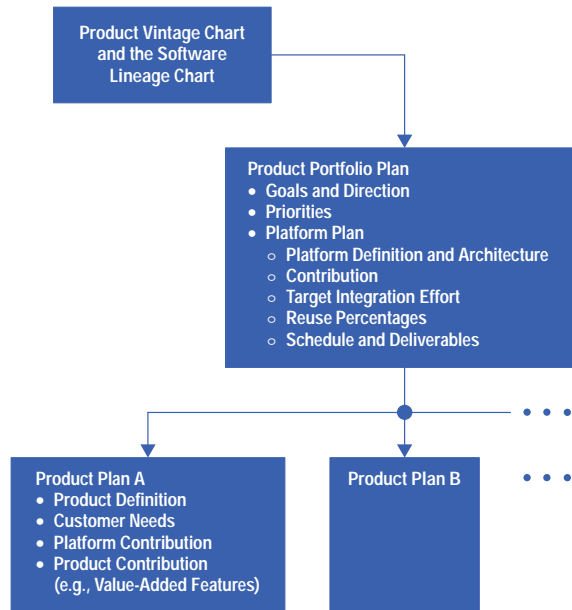 Product Vintage Chart
and the Software
Lineage Chart
Product Portfolio Plan
• Goals and Direction
• Priorities
• Platform Plan
○ Platform Definition and Architecture
○ Contribution
○ Target Integration Effort
○ Reuse Percentages
○ Schedule and Deliverables
• • •
Product Plan A
• Product Definition
• Customer Needs
• Platform Contribution
• Product Contribution
(e.g., Value-Added Features)
Product Plan B
• • •